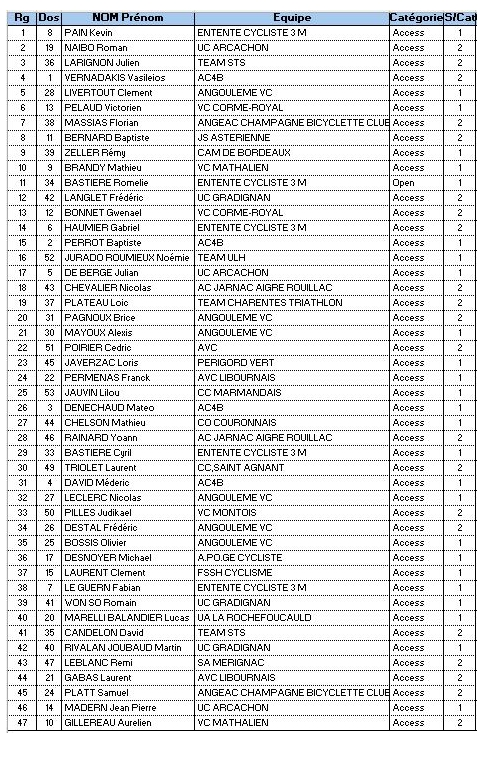 Rg Dos NOM Prénom Equipe Catégorie S/Cat
1 8 PAIN Kevin ENTENTE CYCLISTE 3 M Access 1
2 19 NAIBO Roman UC ARCACHON Access 2
3 36 LARIGNON Julien TEAM STS Access 2
4 1 VERNADAKIS Vasileios AC4B Access 2
5 28 LIVERTOUT Clement ANGOULEME VC Access 1
6 13 PELAUD Victorien VC CORME-ROYAL Access 1
7 38 MASSIAS Florian ANGEAC CHAMPAGNE BICYCLETTE CLUB Access 2
8 11 BERNARD Baptiste JS ASTERIENNE Access 2
9 39 ZELLER Rémy CAM DE BORDEAUX Access 1
10 9 BRANDY Mathieu VC MATHALIEN Access 1
11 34 BASTIERE Romelie ENTENTE CYCLISTE 3 M Open 1
12 42 LANGLET Frédéric UC GRADIGNAN Access 2
13 12 BONNET Gwenael VC CORME-ROYAL Access 2
14 6 HAUMIER Gabriel ENTENTE CYCLISTE 3 M Access 2
15 2 PERROT Baptiste AC4B Access 1
16 52 JURADO ROUMIEUX Noémie TEAM ULH Access 1
17 5 DE BERGE Julian UC ARCACHON Access 1
18 43 CHEVALIER Nicolas AC JARNAC AIGRE ROUILLAC Access 2
19 37 PLATEAU Loic TEAM CHARENTES TRIATHLON Access 2
20 31 PAGNOUX Brice ANGOULEME VC Access 2
21 30 MAYOUX Alexis ANGOULEME VC Access 1
22 51 POIRIER Cedric AVC Access 2
23 45 JAVERZAC Loris PERIGORD VERT Access 1
24 22 PERMENAS Franck AVC LIBOURNAIS Access 1
25 53 JAUVIN Lilou CC MARMANDAIS Access 1
26 3 DENECHAUD Mateo AC4B Access 1
27 44 CHELSON Mathieu CO COURONNAIS Access 1
28 46 RAINARD Yoann AC JARNAC AIGRE ROUILLAC Access 2
29 33 BASTIERE Cyril ENTENTE CYCLISTE 3 M Access 1
30 49 TRIOLET Laurent CC,SAINT AGNANT Access 2
31 4 DAVID Méderic AC4B Access 1
32 27 LECLERC Nicolas ANGOULEME VC Access 1
33 50 PILLES Judikael VC MONTOIS Access 2
34 26 DESTAL Frédéric ANGOULEME VC Access 2
35 25 BOSSIS Olivier ANGOULEME VC Access 1
36 17 DESNOYER Michael A.PO.GE CYCLISTE Access 1
37 15 LAURENT Clement FSSH CYCLISME Access 1
38 7 LE GUERN Fabian ENTENTE CYCLISTE 3 M Access 1
39 41 WON SO Romain UC GRADIGNAN Access 1
40 20 MARELLI BALANDIER Lucas UA LA ROCHEFOUCAULD Access 1
41 35 CANDELON David TEAM STS Access 2
42 40 RIVALAN JOUBAUD Martin UC GRADIGNAN Access 1
43 47 LEBLANC Remi SA MERIGNAC Access 2
44 21 GABAS Laurent AVC LIBOURNAIS Access 2
45 24 PLATT Samuel ANGEAC CHAMPAGNE BICYCLETTE CLUB Access 2
46 14 MADERN Jean Pierre UC ARCACHON Access 1
47 10 GILLEREAU Aurelien VC MATHALIEN Access 2